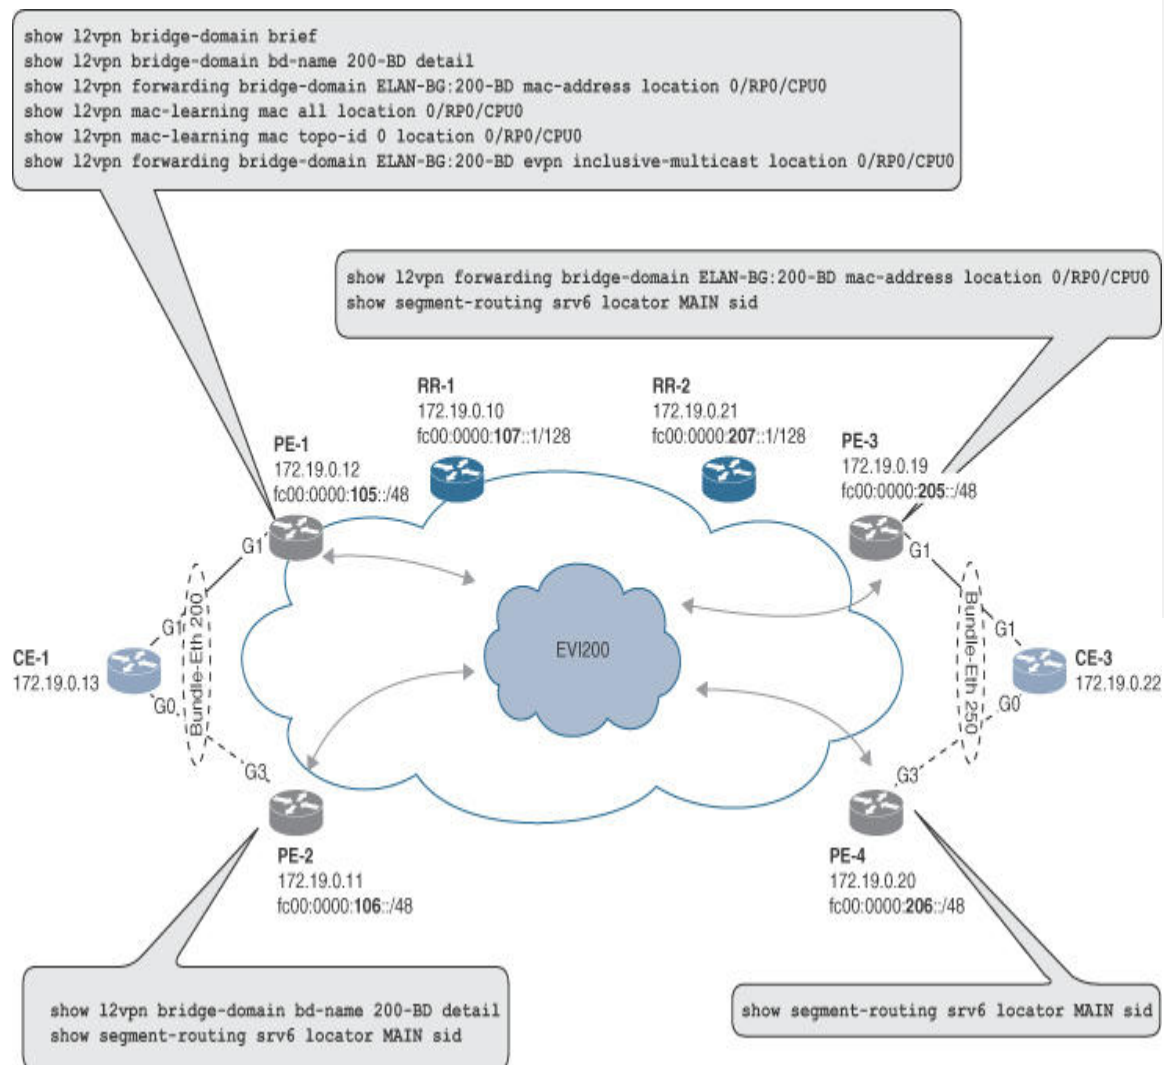 show l2vpn bridge-domain brief
show l2vpn bridge-domain bd-name 200-BD detail
show l2vpn forwarding bridge-domain ELAN-BG:200-BD mac-address location 0/RP0/CPU0
show l2vpn mac-learning mac all location 0/RP0/CPU0
show l2vpn mac-learning mac topo-id 0 location 0/RP0/CPU0
show l2vpn forwarding bridge-domain ELAN-BG:200-BD evpn inclusive-multicast location 0/RP0/CPU0
show l2vpn forwarding bridge-domain ELAN-BG:200-BD mac-address location 0/RP0/CPU0
show segment-routing srv6 locator MAIN sid
RR-1
172.19.0.10
fc00:0000:107::1/128
RR-2
172.19.0.21
fc00:0000:207::1/128
PE-1
172.19.0.12
fc00:0000:105::/48
PE-3
172.19.0.19
fc00:0000:205::/48
G1
G1
G1
G1
Bundle-Eth 200
EVI200
Bundle-Eth 250
CE-1
172.19.0.13
CE-3
172.19.0.22
G0
G0
G3
G3
PE-2
172.19.0.11
fc00:0000:106::/48
PE-4
172.19.0.20
fc00:0000:206::/48
show l2vpn bridge-domain bd-name 200-BD detail
show segment-routing srv6 locator MAIN sid
show segment-routing srv6 locator MAIN sid